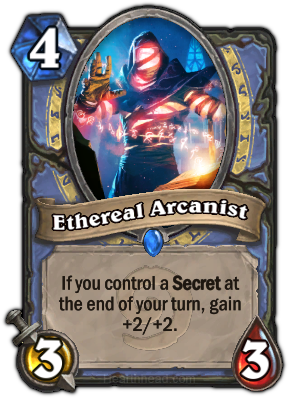 4
Ethereal Arcanist
If you control a Secret at
the end of your turn, gain
+2/+2.
3
3